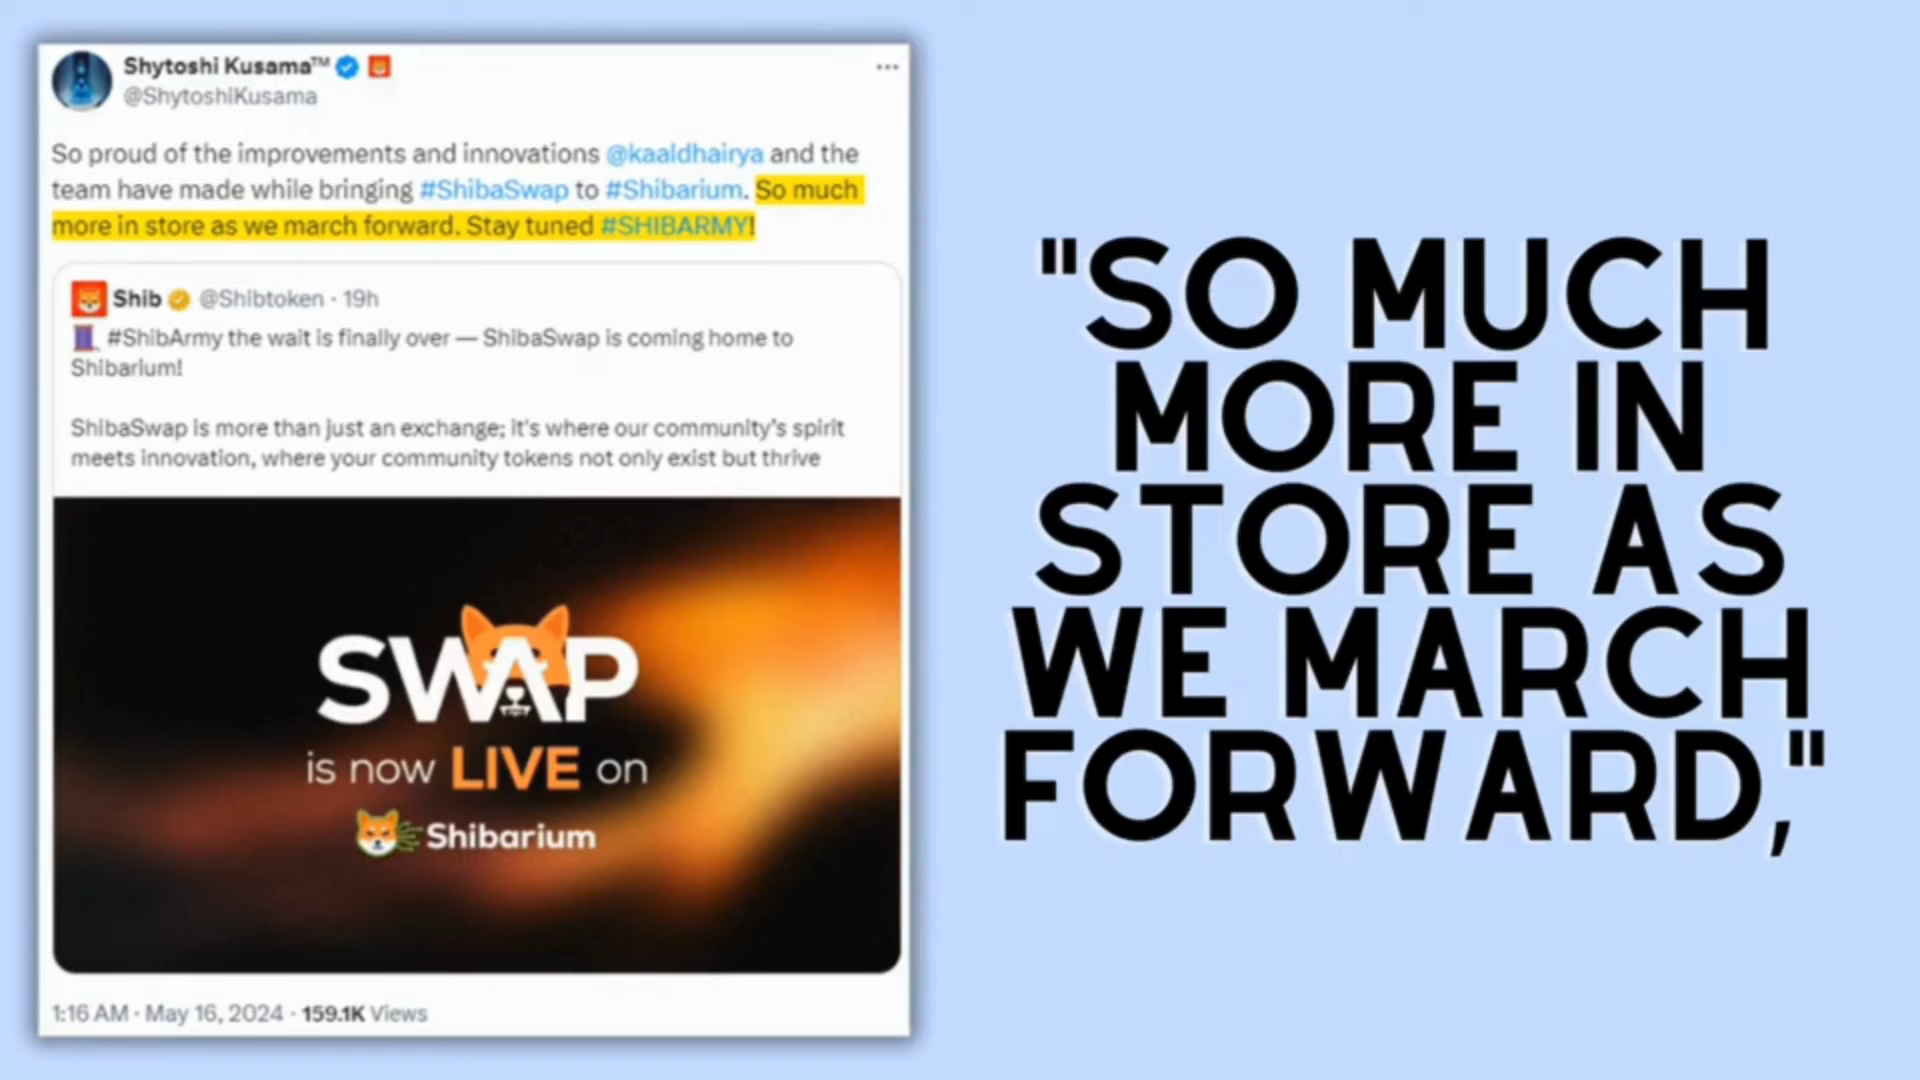 Shytoshi Kusama™
@ShytoshiKusama
So proud of the improvements and innovations @kaaldhairya and the
team have made while bringing #ShibaSwap to #Shibarium. So much
more in store as we march forward. Stay tuned #SHIBARMY!
Shib @Shibtoken · 19h
#ShibArmy the wait is finally over — ShibaSwap is coming home to
Shibarium!
ShibaSwap is more than just an exchange; it's where our community's spirit
meets innovation, where your community tokens not only exist but thrive
SWAP
is now LIVE on
Shibarium
1:16 AM · May 16, 2024 · 159.1K Views
"SO MUCH
MORE IN
STORE AS
WE MARCH
FORWARD,"